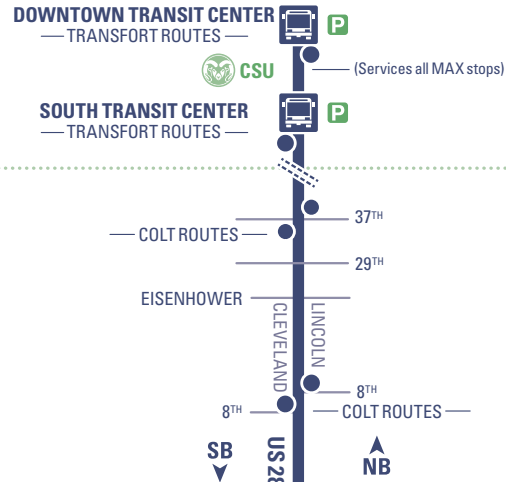 DOWNTOWN TRANSIT CENTER
TRANSFORT ROUTES
P
CSU
(Services all MAX stops)
SOUTH TRANSIT CENTER
TRANSFORT ROUTES
P
37TH
COLT ROUTES
29TH
EISENHOWER
CLEVELAND
LINCOLN
8TH
8TH
COLT ROUTES
SB
US 28
NB